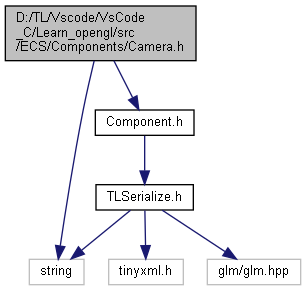 D:/TL/Vscode/VsCode
_C/Learn_opengl/src
/ECS/Components/Camera.h
Component.h
TLSerialize.h
string
tinyxml.h
glm/glm.hpp